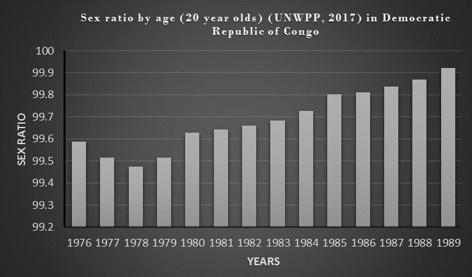 Sex ratio by age (20 year olds) (UNWPP, 2017) in Democratic
Republic of Congo
100
99.9
99.8
99.7
99.6
99.5
99.4
99.3
99.2
SEX RATIO
1976 1977 1978 1979 1980 1981 1982 1983 1984 1985 1986 1987 1988 1989
YEARS